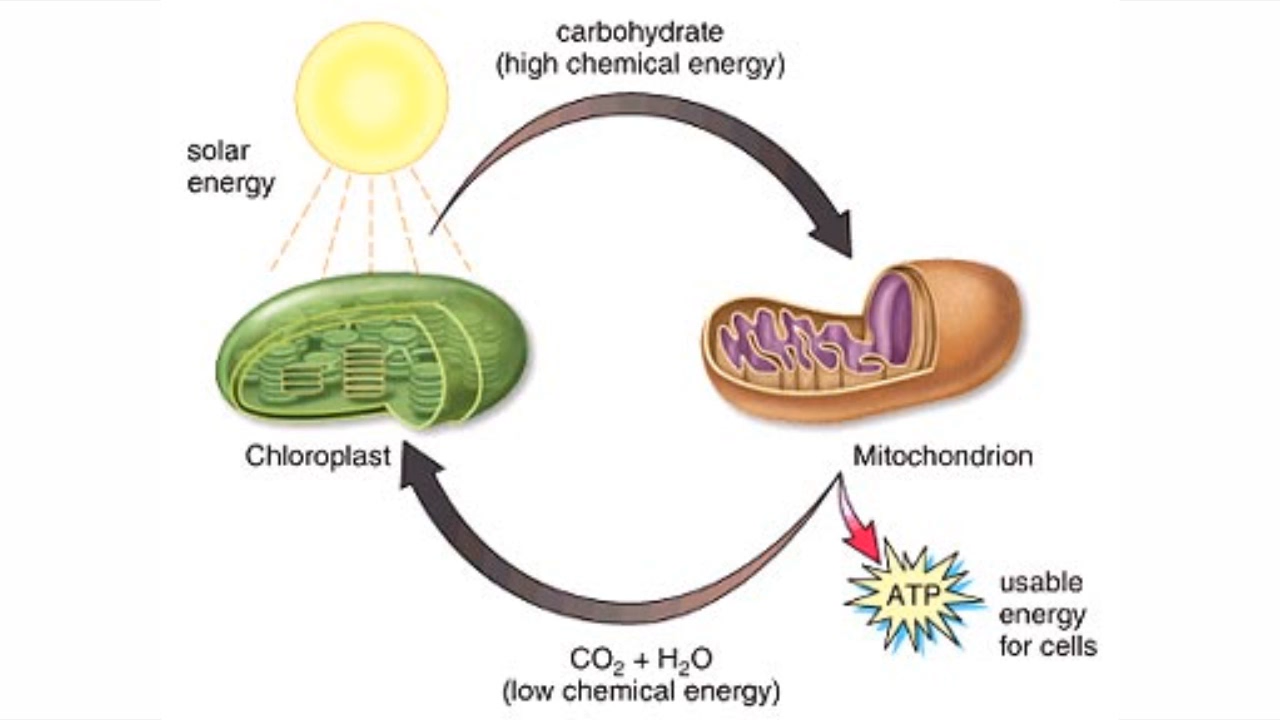 carbohydrate
(high chemical energy)
solar
energy
Chloroplast
Mitochondrion
ATP
usable
energy
for cells
CO₂ + H₂O
(low chemical energy)